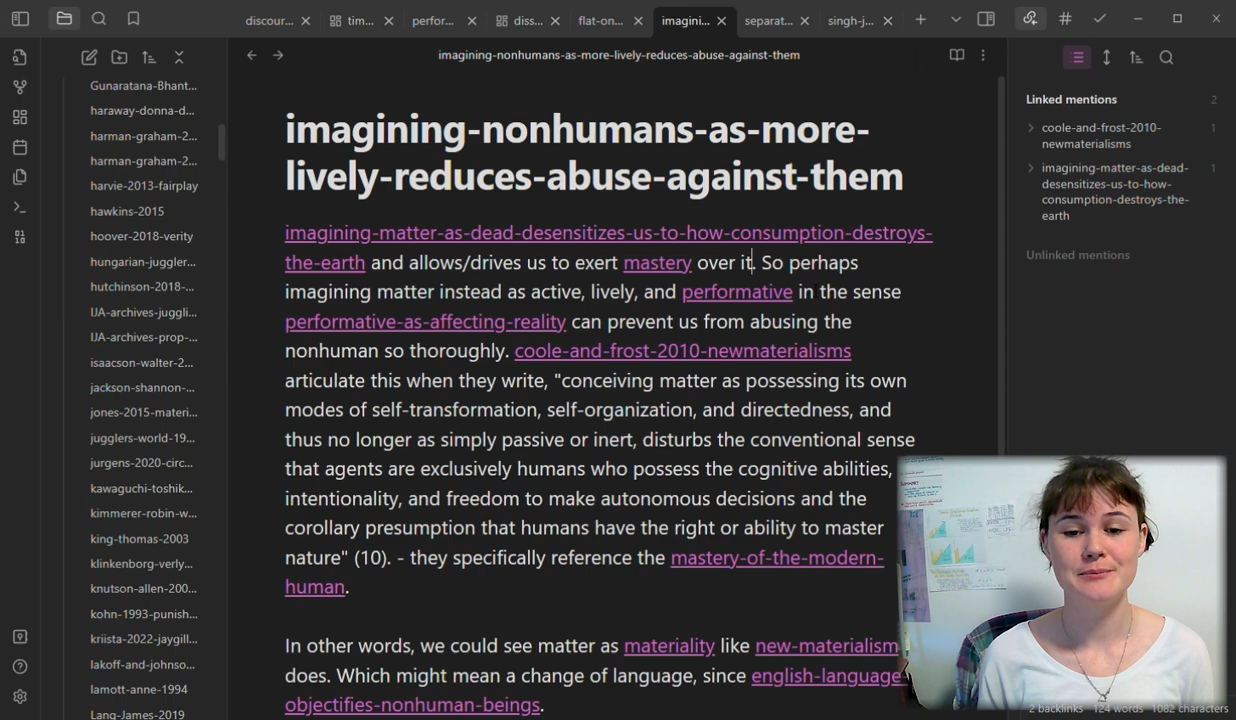 discour...
tim...
perfor...
diss...
flat-on...
imagini...
separat...
singh-j...
imagining-nonhumans-as-more-lively-reduces-abuse-against-them
Gunaratana-Bhant...
haraway-donna-d...
harman-graham-2...
harman-graham-2...
harvie-2013-fairplay
hawkins-2015
hoover-2018-verity
hungarian-juggler...
hutchinson-2018-...
IJA-archives-juggli...
IJA-archives-prop-...
isaacson-walter-2...
jackson-shannon-...
jones-2015-materi...
jugglers-world-19...
jurgens-2020-circ...
kawaguchi-toshik...
kimmerer-robin-w...
king-thomas-2003
klinkenborg-verly...
knutson-allen-200...
kohn-1993-punish...
kriista-2022-jaygill...
lakoff-and-johnso...
lamott-anne-1994
Lang-James-2019
imagining-nonhumans-as-more-
lively-reduces-abuse-against-them
imagining-matter-as-dead-desensitizes-us-to-how-consumption-destroys-
the-earth and allows/drives us to exert mastery over it. So perhaps
imagining matter instead as active, lively, and performative in the sense
performative-as-affecting-reality can prevent us from abusing the
nonhuman so thoroughly. coole-and-frost-2010-newmaterialisms
articulate this when they write, "conceiving matter as possessing its own
modes of self-transformation, self-organization, and directedness, and
thus no longer as simply passive or inert, disturbs the conventional sense
that agents are exclusively humans who possess the cognitive abilities,
intentionality, and freedom to make autonomous decisions and the
corollary presumption that humans have the right or ability to master
nature" (10). - they specifically reference the mastery-of-the-modern-
human.
In other words, we could see matter as materiality like new-materialism
does. Which might mean a change of language, since english-language
objectifies-nonhuman-beings.
Linked mentions 2
coole-and-frost-2010- 1
newmaterialisms
imagining-matter-as-dead- 1
desensitizes-us-to-how-
consumption-destroys-the-
earth
Unlinked mentions
SUMMARY
2 backlinks 124 words 1082 characters